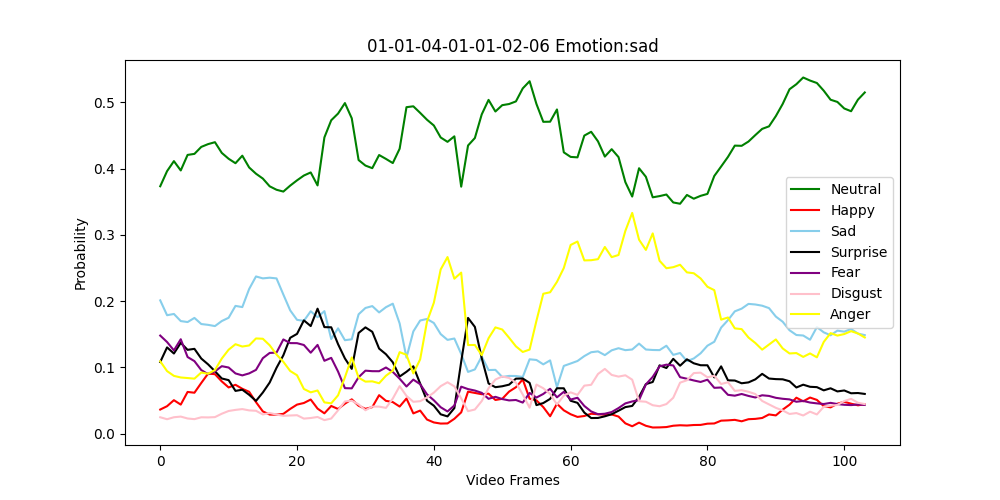 01-01-04-01-01-02-06 Emotion:sad
Probability
0.5
0.4
0.3
0.2
0.1
0.0
Neutral
Happy
Sad
Surprise
Fear
Disgust
Anger
0 20 40 60 80 100
Video Frames